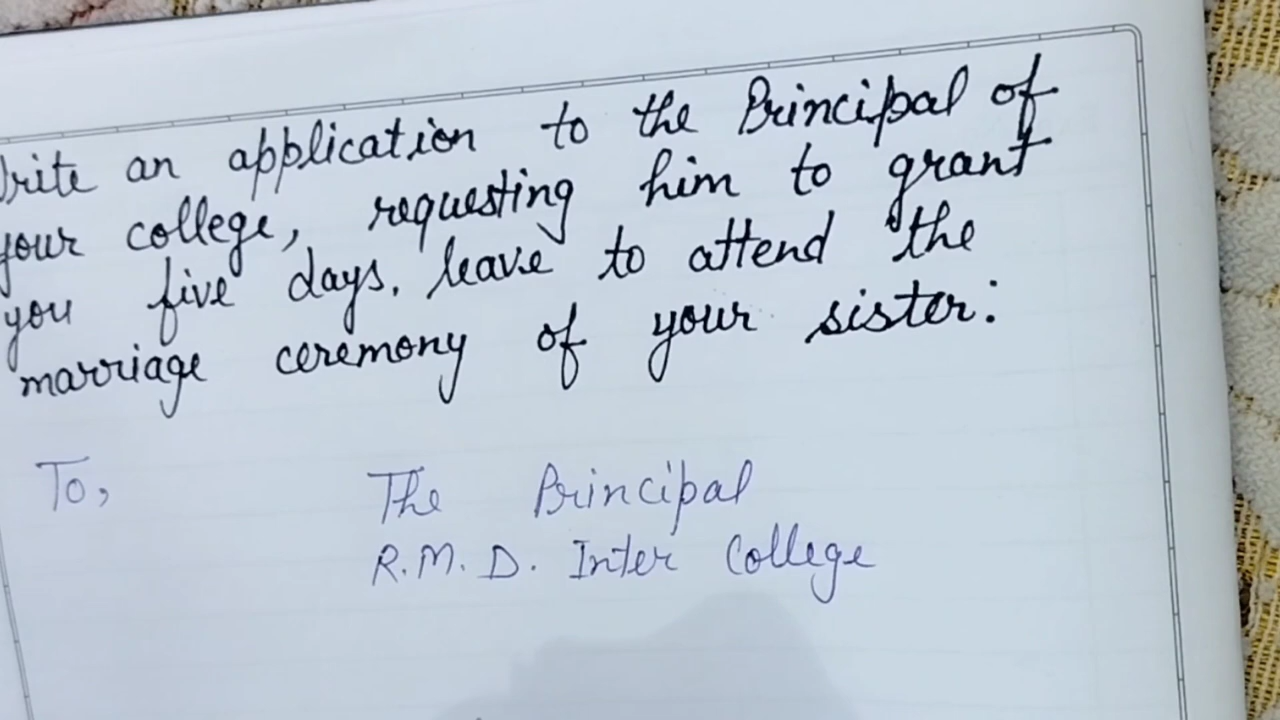 Write an application to the Principal of
your college, requesting him to grant
you five days, leave to attend the
marriage ceremony of your sister:
To, The Principal
R.M.D. Inter College